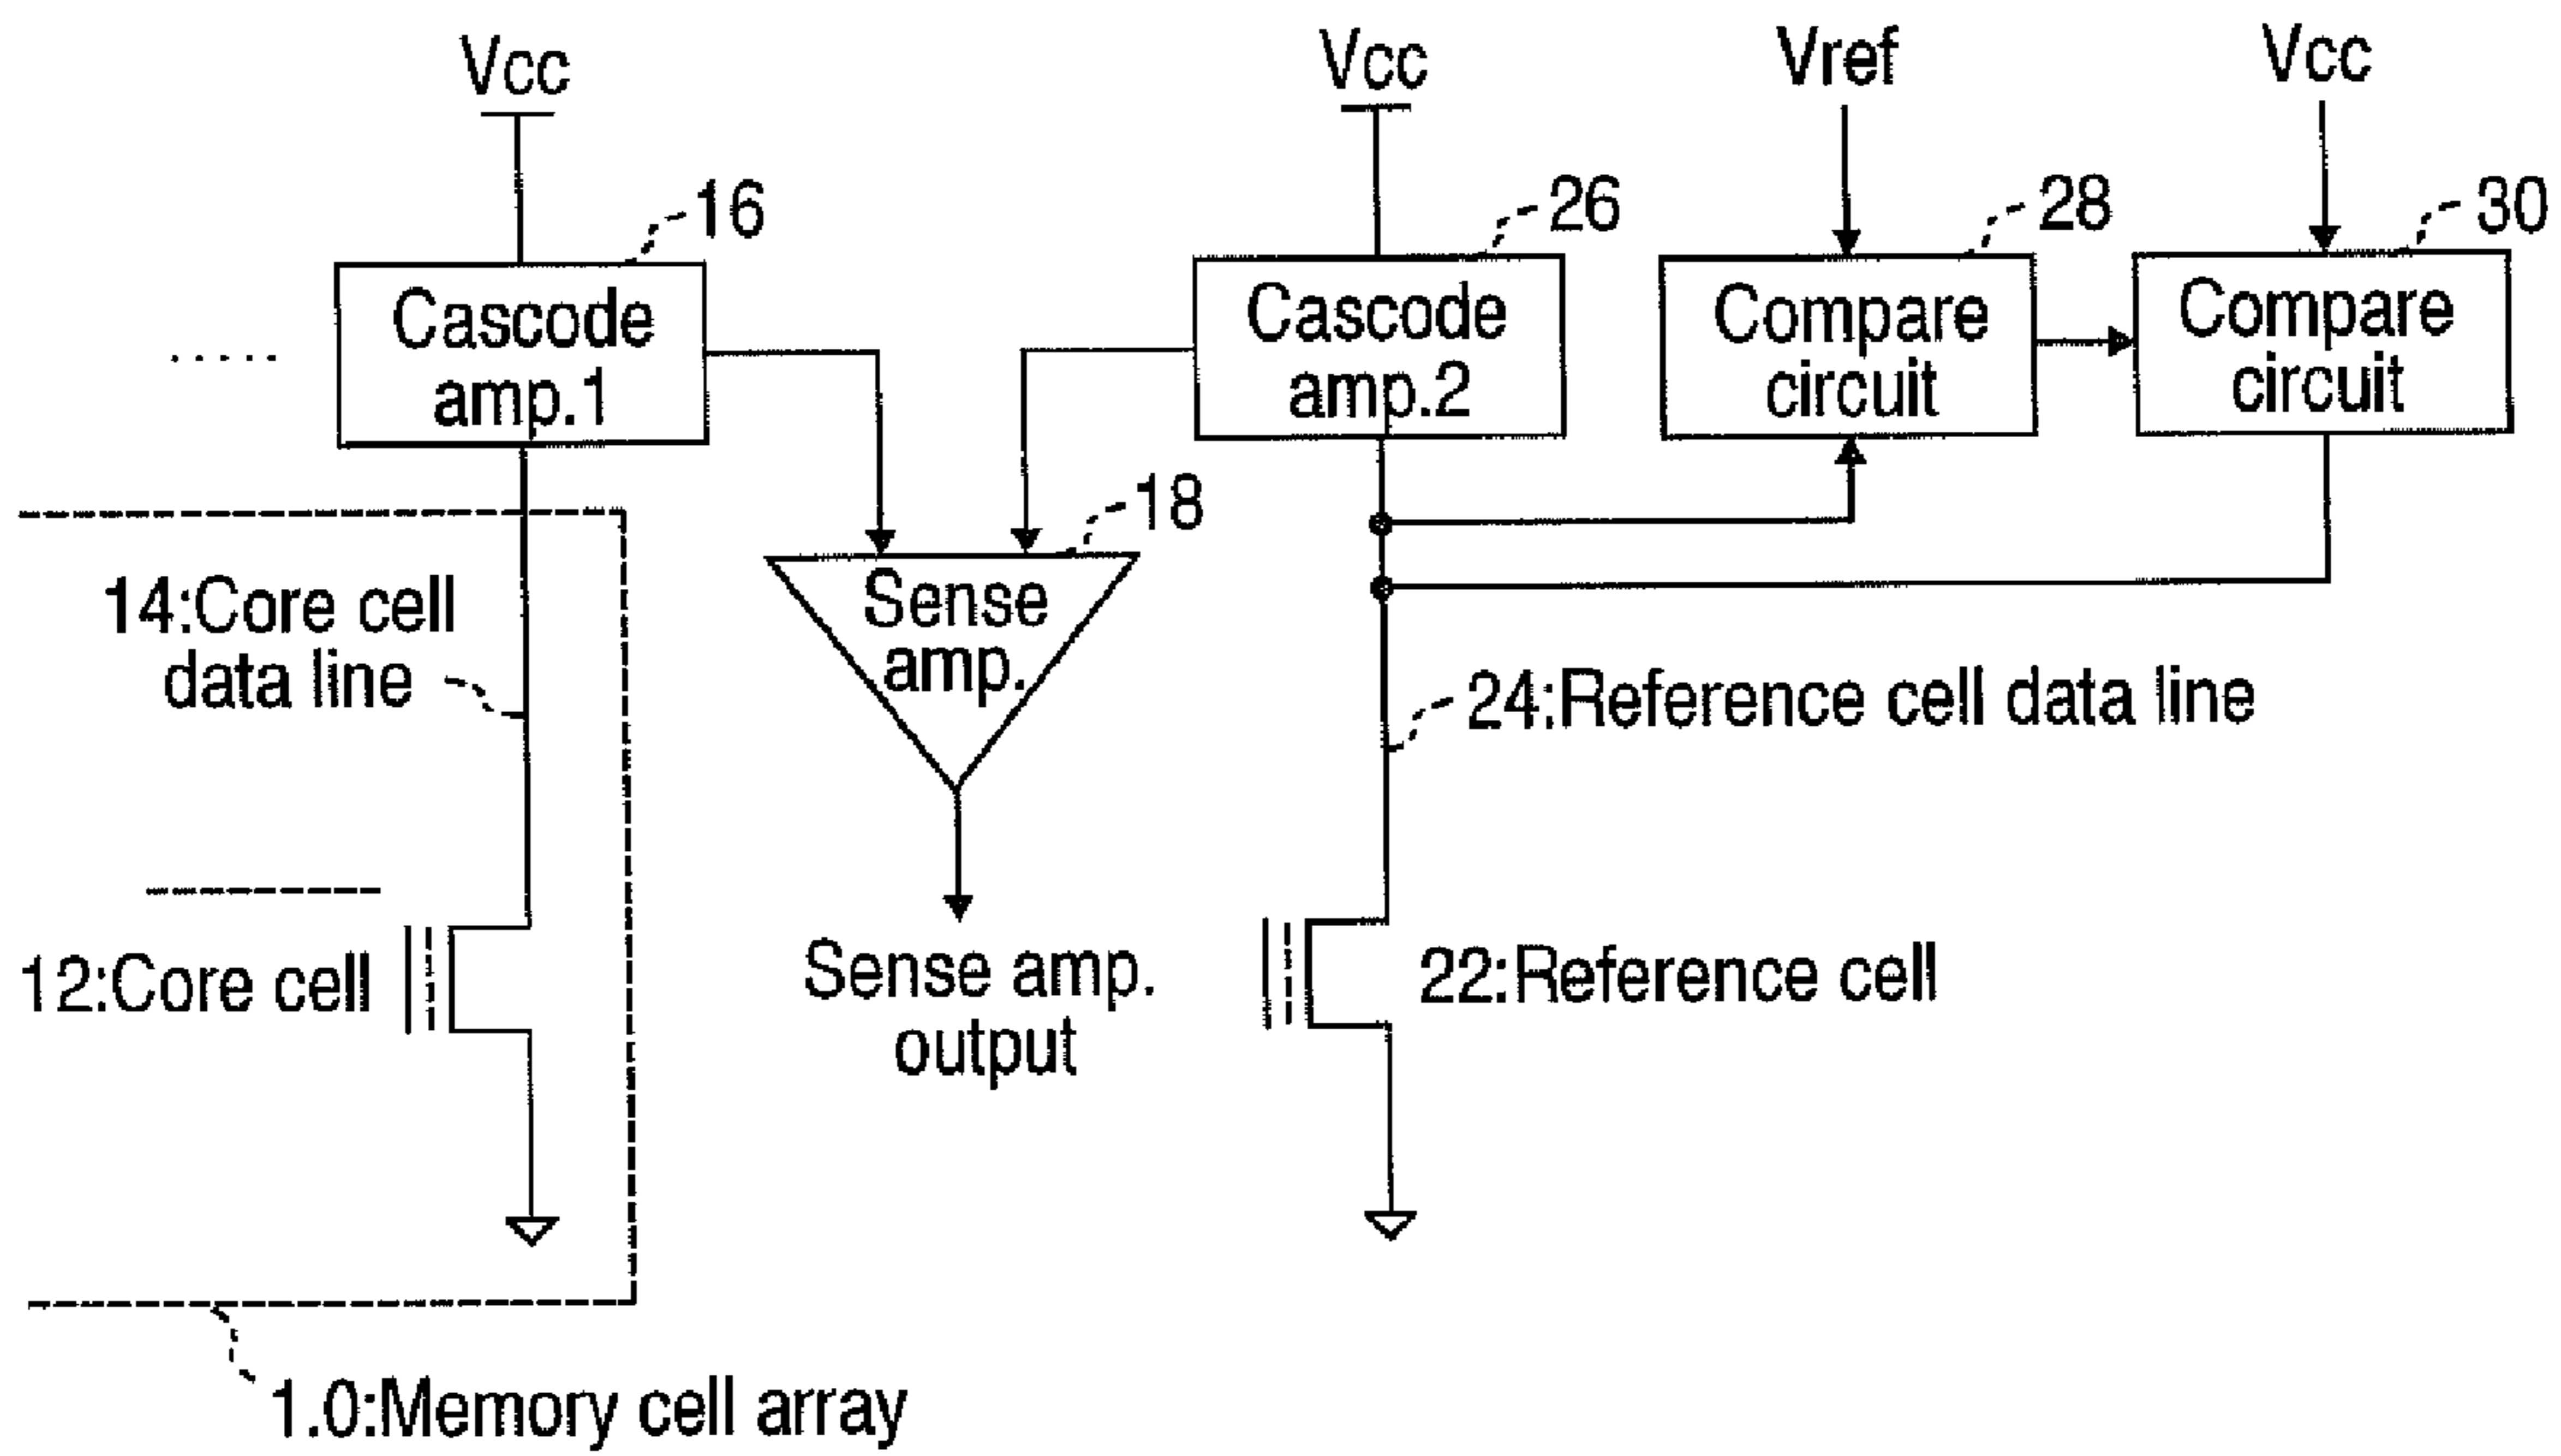 Vcc
Vcc
Vref
Vcc
16
26
28
30
Cascode
amp.1
Cascode
amp.2
Compare
circuit
Compare
circuit
18
Sense
amp.
14:Core cell
data line
24:Reference cell data line
12:Core cell
Sense amp.
output
22:Reference cell
1.0:Memory cell array